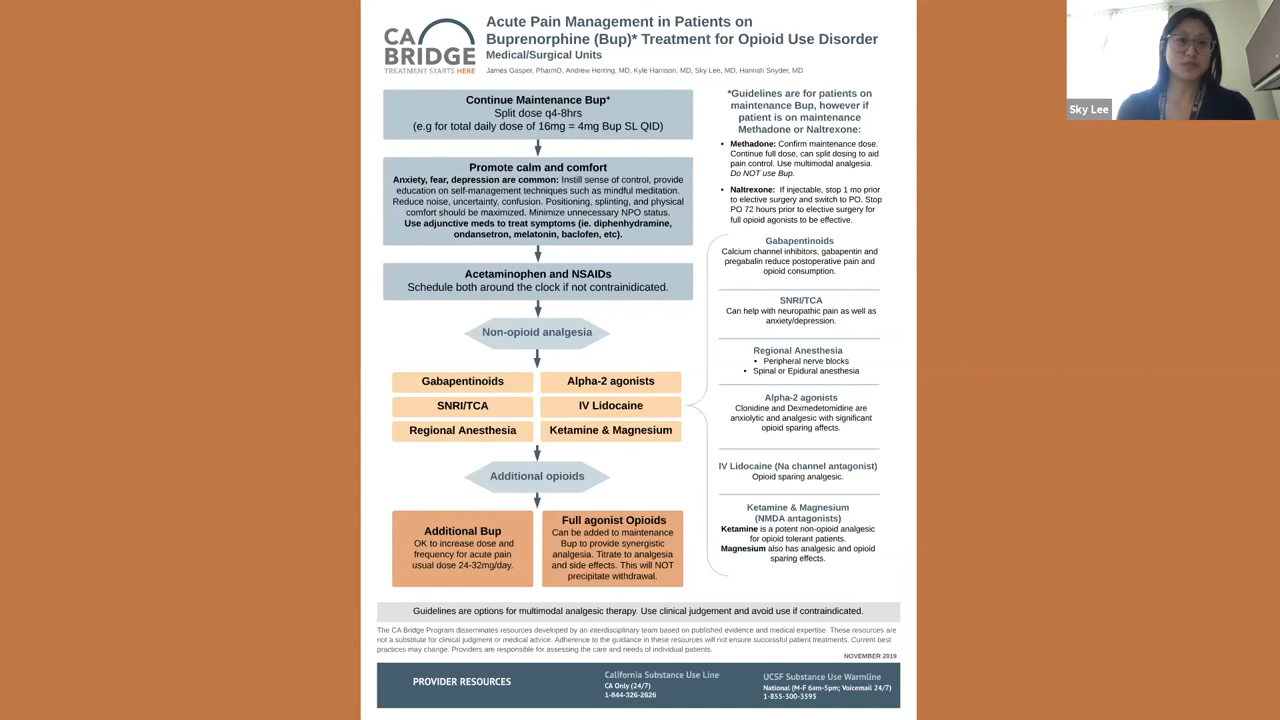 CA
BRIDGE
TREATMENT STARTS HERE
Acute Pain Management in Patients on
Buprenorphine (Bup)* Treatment for Opioid Use Disorder
Medical/Surgical Units
James Gasper, PharmD, Andrew Herring, MD, Kyle Harrison, MD, Sky Lee, MD, Hannah Snyder, MD
Continue Maintenance Bup⁺
Split dose q4-8hrs
(e.g for total daily dose of 16mg = 4mg Bup SL QID)
Promote calm and comfort
Anxiety, fear, depression are common: Instill sense of control, provide
education on self-management techniques such as mindful meditation.
Reduce noise, uncertainty, confusion. Positioning, splinting, and physical
comfort should be maximized. Minimize unnecessary NPO status.
Use adjunctive meds to treat symptoms (ie. diphenhydramine,
ondansetron, melatonin, baclofen, etc).
Acetaminophen and NSAIDs
Schedule both around the clock if not contrainidicated.
Non-opioid analgesia
Gabapentinoids
Alpha-2 agonists
SNRI/TCA
IV Lidocaine
Regional Anesthesia
Ketamine & Magnesium
Additional opioids
Additional Bup
OK to increase dose and
frequency for acute pain
usual dose 24-32mg/day.
Full agonist Opioids
Can be added to maintenance
Bup to provide synergistic
analgesia. Titrate to analgesia
and side effects. This will NOT
precipitate withdrawal.
*Guidelines are for patients on
maintenance Bup, however if
patient is on maintenance
Methadone or Naltrexone:
• Methadone: Confirm maintenance dose.
Continue full dose, can split dosing to aid
pain control. Use multimodal analgesia.
Do NOT use Bup.
• Naltrexone: If injectable, stop 1 mo prior
to elective surgery and switch to PO. Stop
PO 72 hours prior to elective surgery for
full opioid agonists to be effective.
Gabapentinoids
Calcium channel inhibitors, gabapentin and
pregabalin reduce postoperative pain and
opioid consumption.
SNRI/TCA
Can help with neuropathic pain as well as
anxiety/depression.
Regional Anesthesia
• Peripheral nerve blocks
• Spinal or Epidural anesthesia
Alpha-2 agonists
Clonidine and Dexmedetomidine are
anxiolytic and analgesic with significant
opioid sparing affects.
IV Lidocaine (Na channel antagonist)
Opioid sparing analgesic.
Ketamine & Magnesium
(NMDA antagonists)
Ketamine is a potent non-opioid analgesic
for opioid tolerant patients.
Magnesium also has analgesic and opioid
sparing effects.
Guidelines are options for multimodal analgesic therapy. Use clinical judgement and avoid use if contraindicated.
The CA Bridge Program disseminates resources developed by an interdisciplinary team based on published evidence and medical expertise. These resources are
not a substitute for clinical judgment or medical advice. Adherence to the guidance in these resources will not ensure successful patient treatments. Current best
practices may change. Providers are responsible for assessing the care and needs of individual patients.
NOVEMBER 2019
PROVIDER RESOURCES
California Substance Use Line
CA Only (24/7)
1-844-326-2626
UCSF Substance Use Warmline
National (M-F 6am-5pm; Voicemail 24/7)
1-855-300-3595
Sky Lee